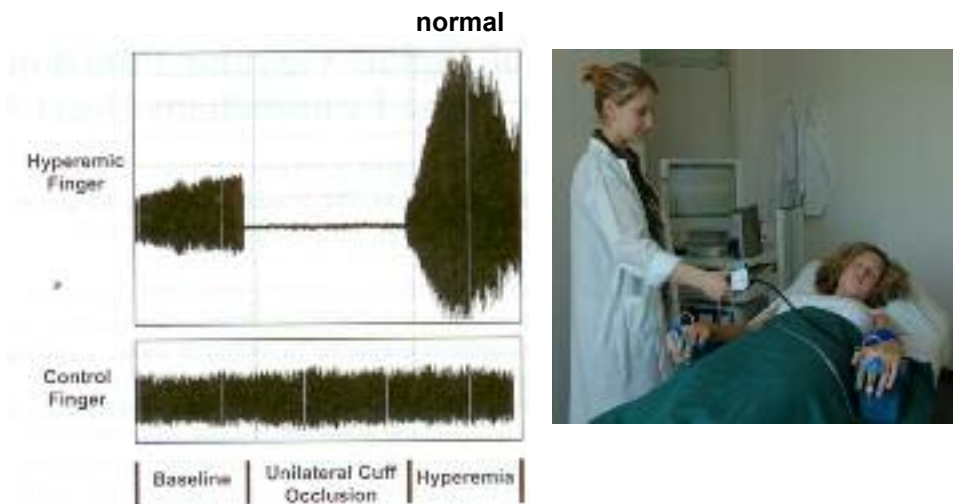 normal
Hyperemic
Finger
Control
Finger
Baseline
Unilateral Cuff
Occlusion
Hyperemia